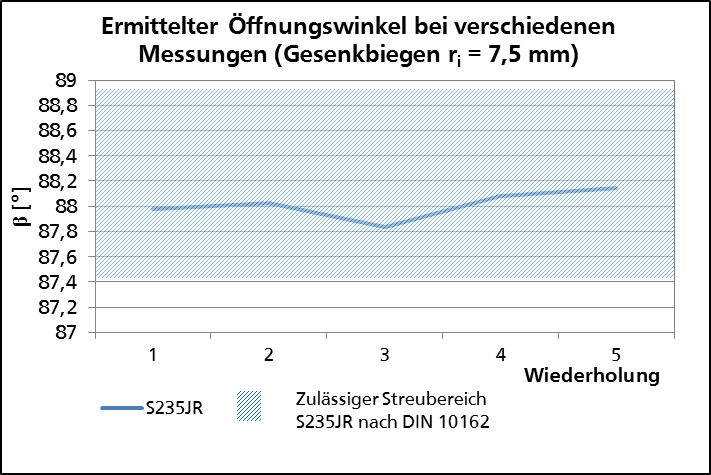 Ermittelter Öffnungswinkel bei verschiedenen
Messungen (Gesenkbiegen ri = 7,5 mm)
β [°]
89
88,8
88,6
88,4
88,2
88
87,8
87,6
87,4
87,2
87
1 2 3 4 5
Wiederholung
S235JR
Zulässiger Streubereich
S235JR nach DIN 10162